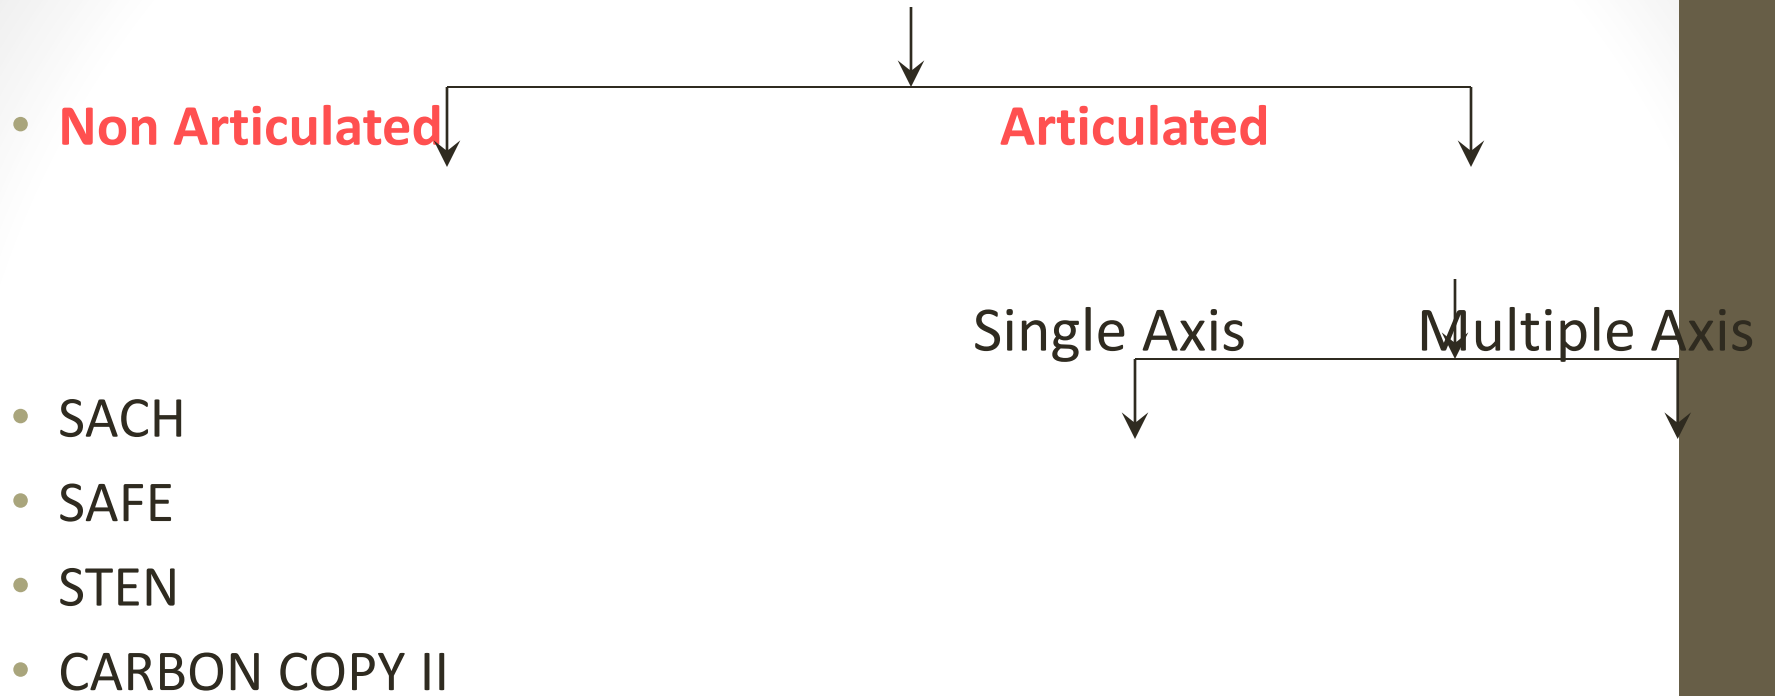 • Non Articulated Articulated
Single Axis Multiple Axis
• SACH
• SAFE
• STEN
• CARBON COPY II